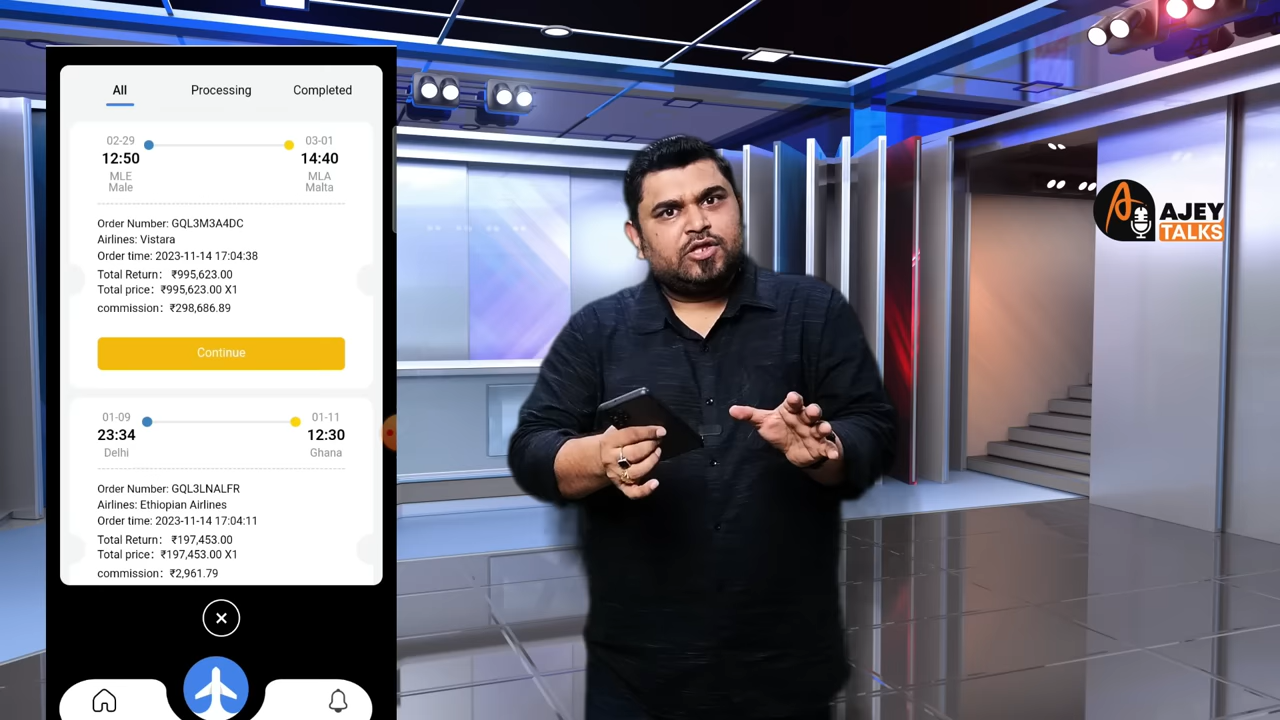 All
Processing
Completed
02-29
03-01
12:50
14:40
MLE
MLA
Male
Malta
Order Number: GQL3M3A4DC
Airlines: Vistara
Order time: 2023-11-14 17:04:38
Total Return: ₹995,623.00
Total price: ₹995,623.00 X1
commission: ₹298,686.89
Continue
01-09
01-11
23:34
12:30
Delhi
Ghana
Order Number: GQL3LNALFR
Airlines: Ethiopian Airlines
Order time: 2023-11-14 17:04:11
Total Return: ₹197,453.00
Total price: ₹197,453.00 X1
commission: ₹2,961.79
AJEY
TALKS